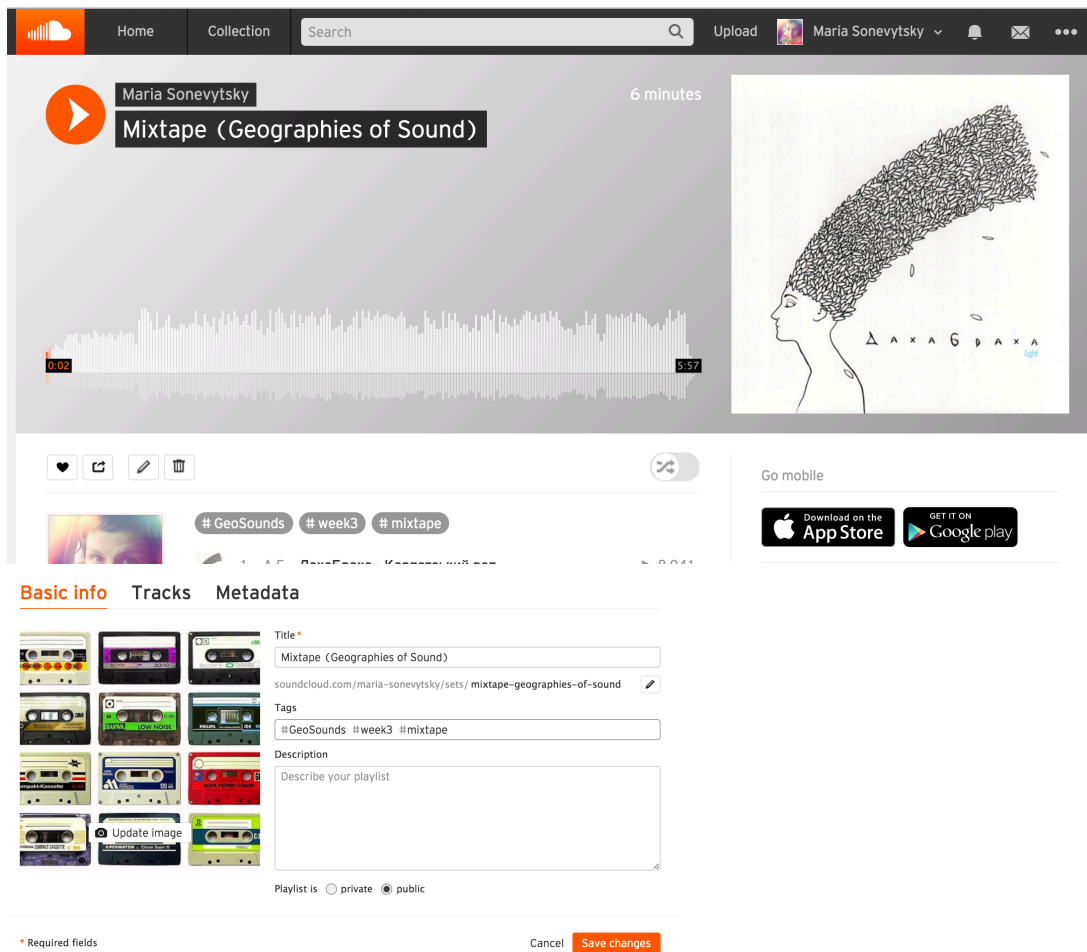 Home Collection Search Upload Maria Sonevytsky
Maria Sonevytsky
6 minutes
Mixtape (Geographies of Sound)
ДахаБраха
light
0:02
5:57
Go mobile
# GeoSounds # week3 # mixtape
Download on the
App Store
GET IT ON
Google play
Basic info Tracks Metadata
Title *
Mixtape (Geographies of Sound)
soundcloud.com/maria-sonevytsky/sets/ mixtape-geographies-of-sound
Tags
#GeoSounds #week3 #mixtape
Description
Describe your playlist
LOW NOISE
Update image
Playlist is private public
* Required fields
Cancel Save changes